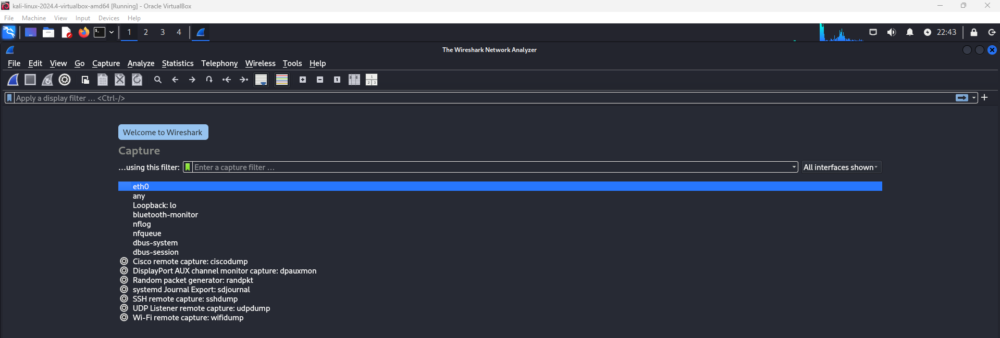 kali-linux-2024.4-virtualbox-amd64 [Running] - Oracle VirtualBox
File Machine View Input Devices Help
1 2 3 4 22:43
The Wireshark Network Analyzer
File Edit View Go Capture Analyze Statistics Telephony Wireless Tools Help
Apply a display filter ... <Ctrl-/>
Welcome to Wireshark
Capture
...using this filter: Enter a capture filter ... All interfaces shown
eth0
any
Loopback: lo
bluetooth-monitor
nflog
nfqueue
dbus-system
dbus-session
Cisco remote capture: ciscodump
DisplayPort AUX channel monitor capture: dpauxmon
Random packet generator: randpkt
systemd Journal Export: sdjournal
SSH remote capture: sshdump
UDP Listener remote capture: udpdump
Wi-Fi remote capture: wifidump